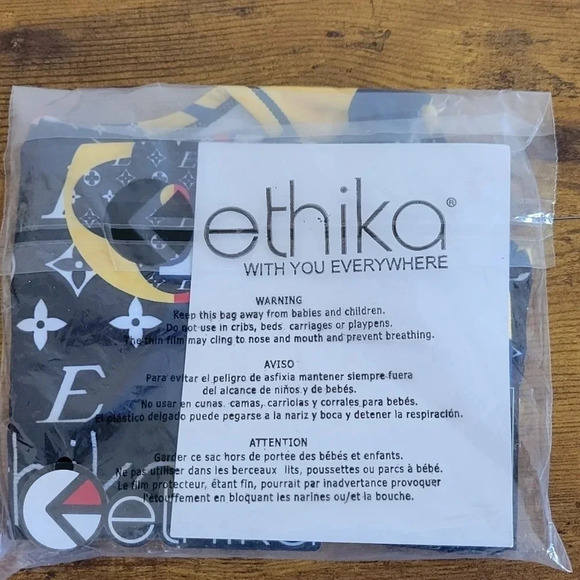 ethika®
WITH YOU EVERYWHERE
WARNING
Keep this bag away from babies and children.
Do not use in cribs, beds carriages or playpens.
The thin film may cling to nose and mouth and prevent breathing.
AVISO
Para evitar el peligro de asfixia mantener siempre fuera
del alcance de niños y de bebés.
No usar en cunas. camas, carriolas y corrales para bebés.
El plástico delgado puede pegarse a la nariz y boca y detener la respiración.
ATTENTION
Garder ce sac hors de portée des bébés et enfants.
Ne pas utiliser dans les berceaux lits, poussettes ou parcs à bébé.
Le film protecteur, étant fin, pourrait par inadvertance provoquer
l'étouffement en bloquant les narines ou/et la bouche.
E
E
ethika